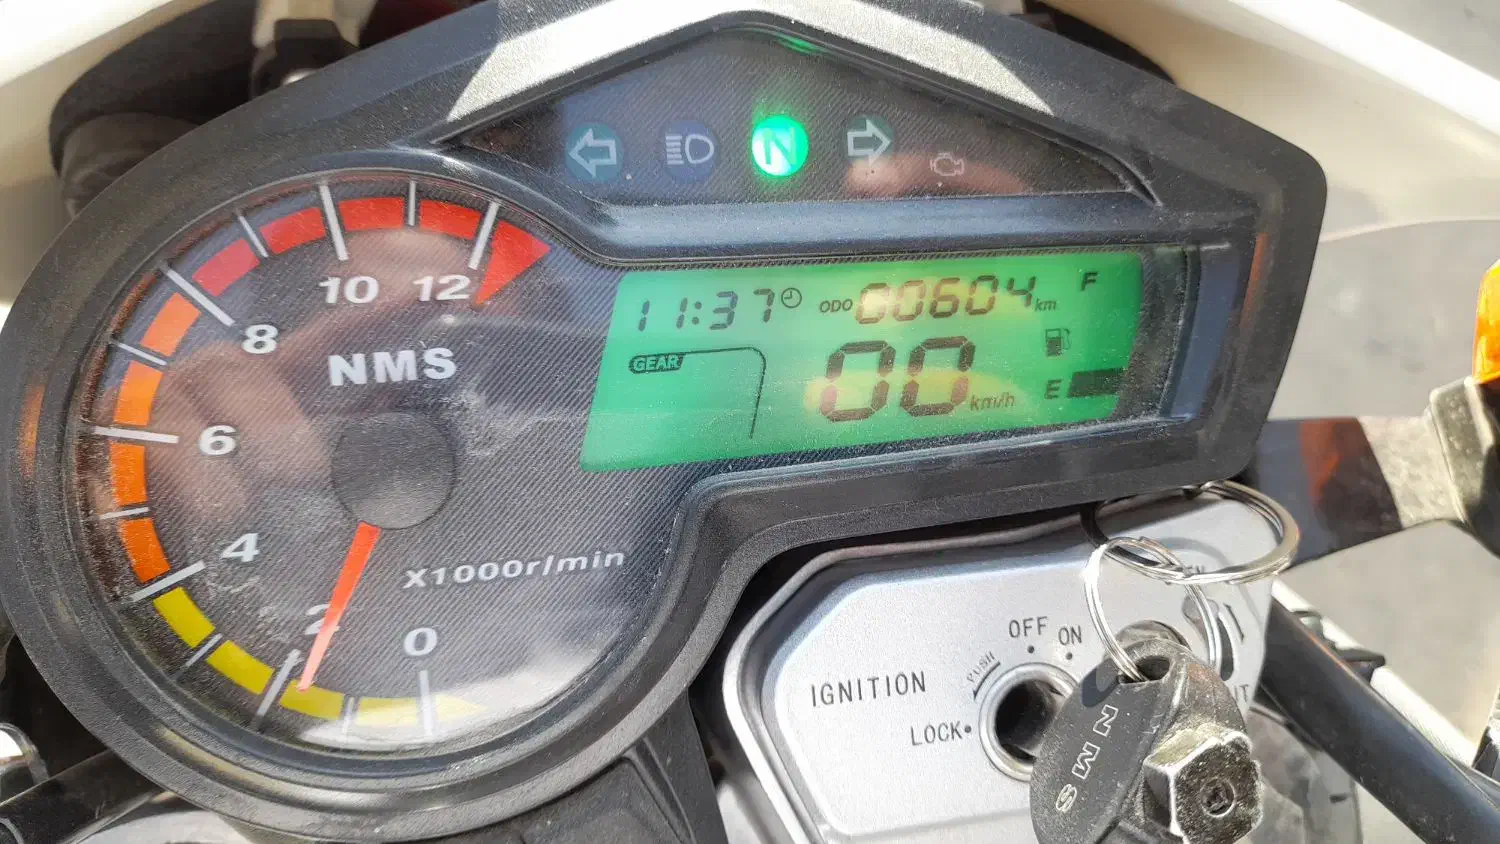 N
11:37 ODO 00604 km F
GEAR 00 km/h E
10 12
8
NMS
6
4
X1000r/min
2
0
OFF ON
PUSH
IGNITION
LOCK
NMS